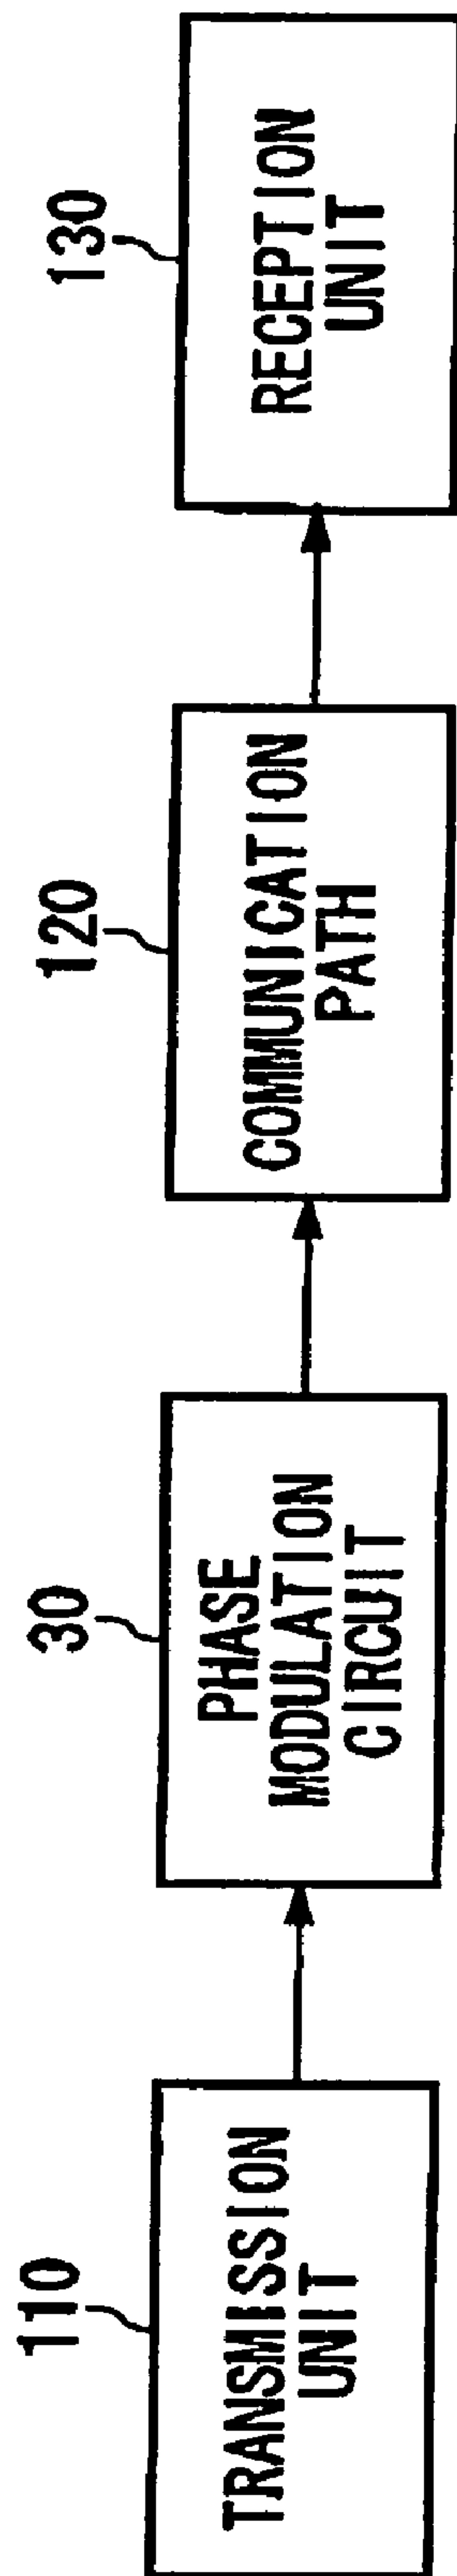 110
TRANSMISSION
UNIT
30
PHASE
MODULATION
CIRCUIT
120
COMMUNICATION
PATH
130
RECEPTION
UNIT